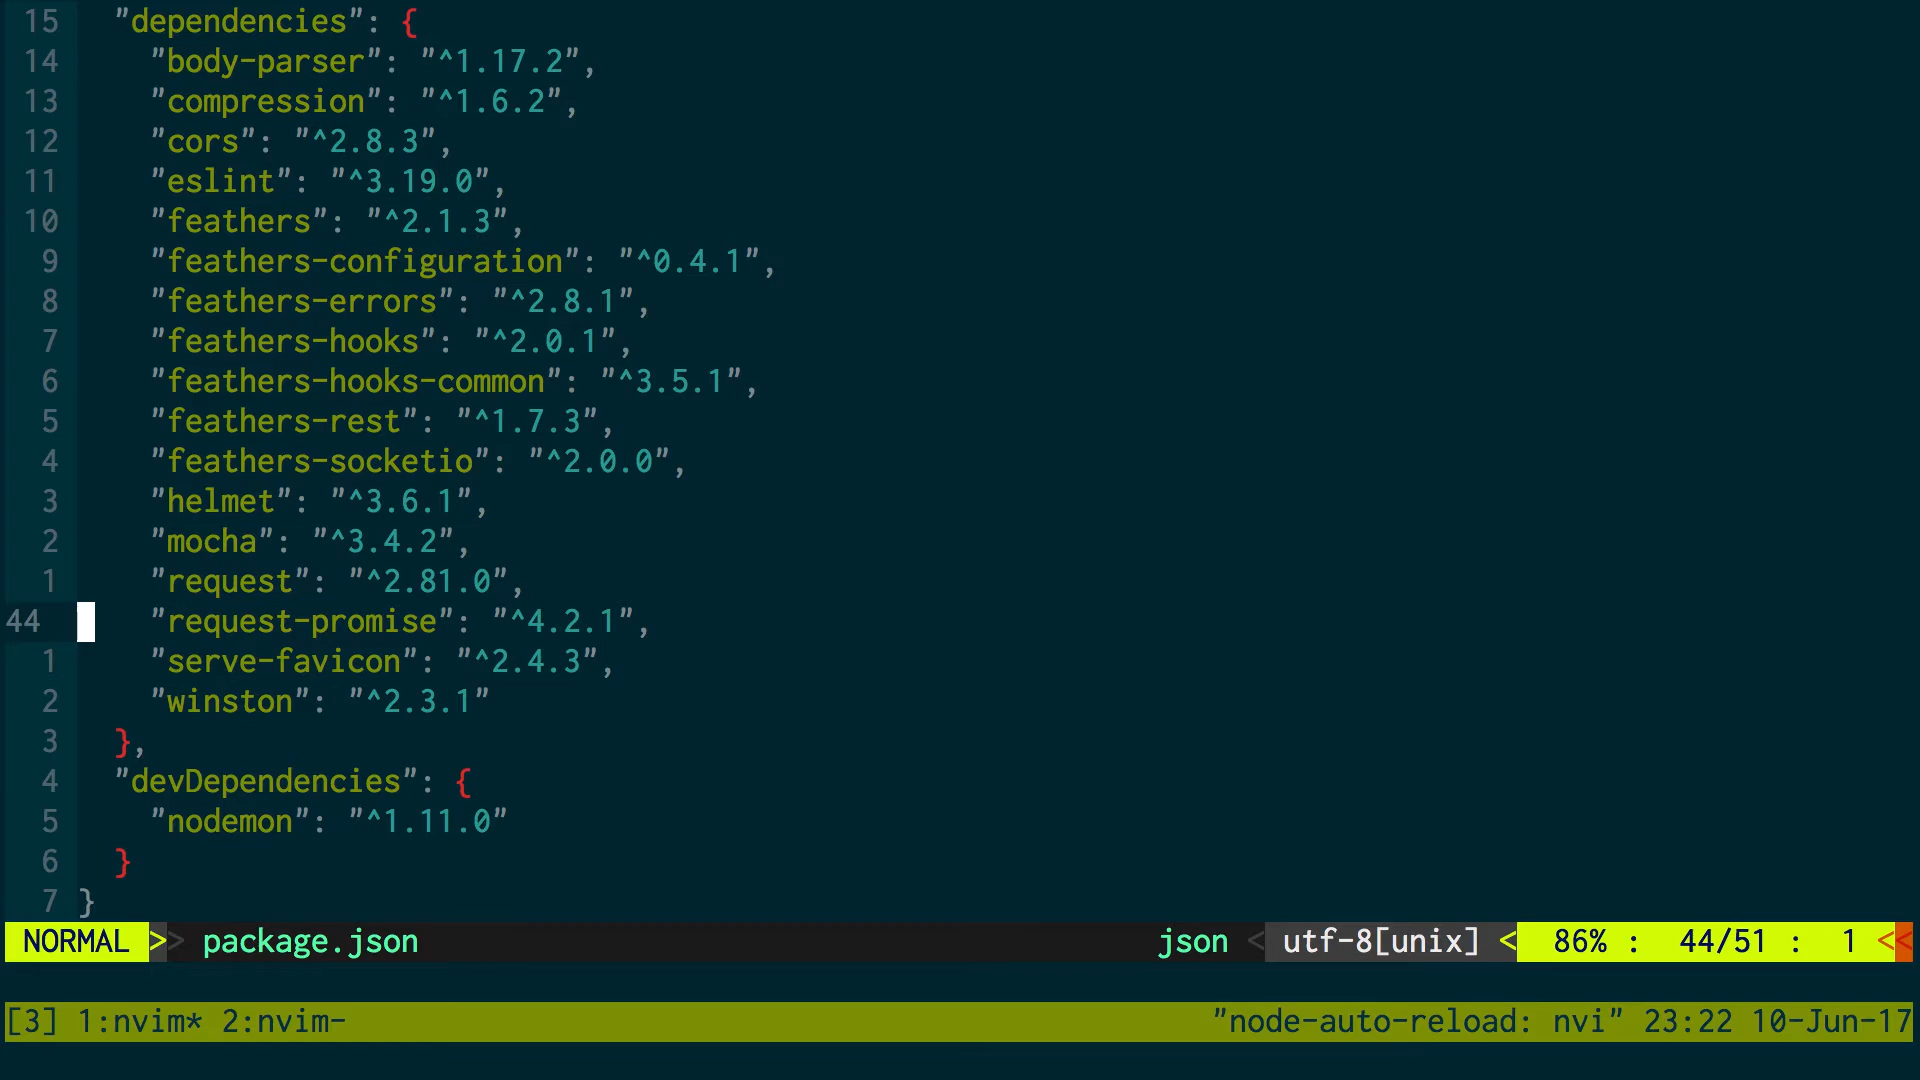 15   "dependencies": {
14     "body-parser": "^1.17.2",
13     "compression": "^1.6.2",
12     "cors": "^2.8.3",
11     "eslint": "^3.19.0",
10     "feathers": "^2.1.3",
9     "feathers-configuration": "^0.4.1",
8     "feathers-errors": "^2.8.1",
7     "feathers-hooks": "^2.0.1",
6     "feathers-hooks-common": "^3.5.1",
5     "feathers-rest": "^1.7.3",
4     "feathers-socketio": "^2.0.0",
3     "helmet": "^3.6.1",
2     "mocha": "^3.4.2",
1     "request": "^2.81.0",
44     "request-promise": "^4.2.1",
1     "serve-favicon": "^2.4.3",
2     "winston": "^2.3.1"
3   },
4   "devDependencies": {
5     "nodemon": "^1.11.0"
6   }
7 }
NORMAL >> package.json json < utf-8[unix] < 86% : 44/51 : 1 <<
[3] 1:nvim* 2:nvim- "node-auto-reload: nvi" 23:22 10-Jun-17